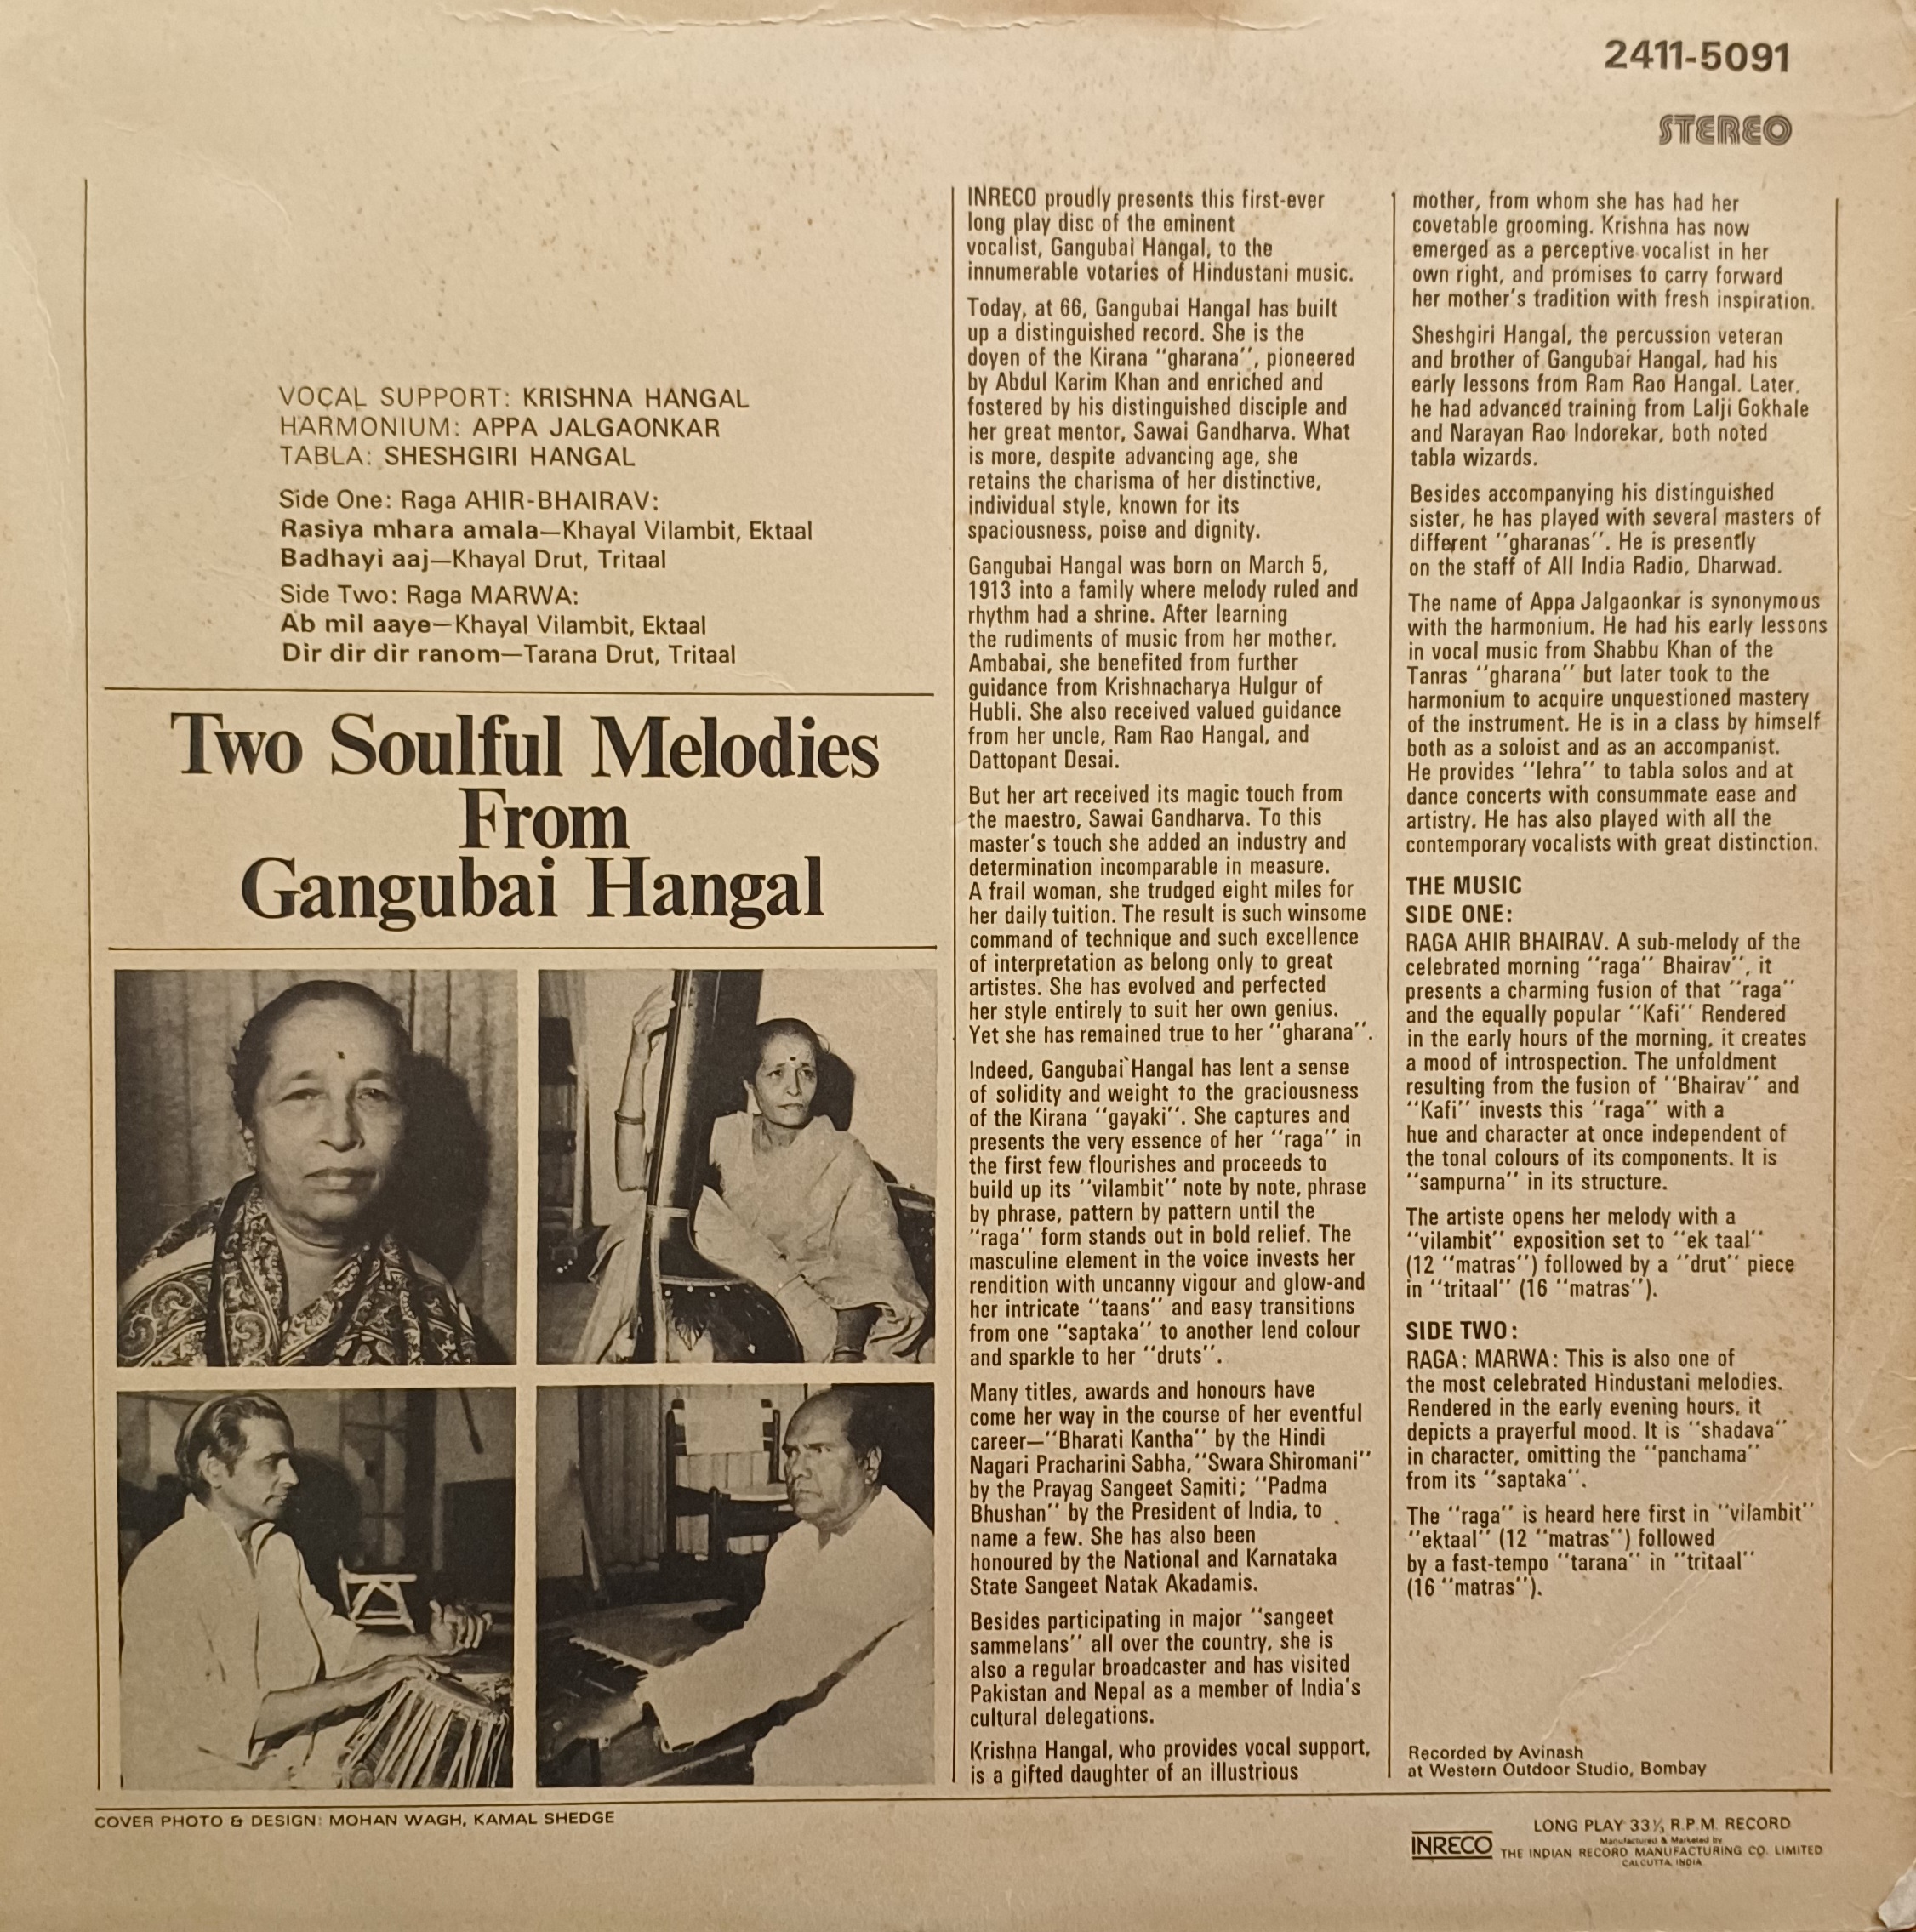 2411-5091
STEREO
VOCAL SUPPORT: KRISHNA HANGAL
HARMONIUM: APPA JALGAONKAR
TABLA: SHESHGIRI HANGAL
Side One: Raga AHIR-BHAIRAV:
Rasiya mhara amala—Khayal Vilambit, Ektaal
Badhayi aaj—Khayal Drut, Tritaal
Side Two: Raga MARWA:
Ab mil aaye—Khayal Vilambit, Ektaal
Dir dir dir ranom—Tarana Drut, Tritaal
Two Soulful Melodies
From
Gangubai Hangal
INRECO proudly presents this first-ever
long play disc of the eminent
vocalist, Gangubai Hangal, to the
innumerable votaries of Hindustani music.
Today, at 66, Gangubai Hangal has built
up a distinguished record. She is the
doyen of the Kirana "gharana", pioneered
by Abdul Karim Khan and enriched and
fostered by his distinguished disciple and
her great mentor, Sawai Gandharva. What
is more, despite advancing age, she
retains the charisma of her distinctive,
individual style, known for its
spaciousness, poise and dignity.
Gangubai Hangal was born on March 5,
1913 into a family where melody ruled and
rhythm had a shrine. After learning
the rudiments of music from her mother,
Ambabai, she benefited from further
guidance from Krishnacharya Hulgur of
Hubli. She also received valued guidance
from her uncle, Ram Rao Hangal, and
Dattopant Desai.
But her art received its magic touch from
the maestro, Sawai Gandharva. To this
master's touch she added an industry and
determination incomparable in measure.
A frail woman, she trudged eight miles for
her daily tuition. The result is such winsome
command of technique and such excellence
of interpretation as belong only to great
artistes. She has evolved and perfected
her style entirely to suit her own genius.
Yet she has remained true to her "gharana".
Indeed, Gangubai Hangal has lent a sense
of solidity and weight to the graciousness
of the Kirana "gayaki". She captures and
presents the very essence of her "raga" in
the first few flourishes and proceeds to
build up its "vilambit" note by note, phrase
by phrase, pattern by pattern until the
"raga" form stands out in bold relief. The
masculine element in the voice invests her
rendition with uncanny vigour and glow-and
her intricate "taans" and easy transitions
from one "saptaka" to another lend colour
and sparkle to her "druts".
Many titles, awards and honours have
come her way in the course of her eventful
career—"Bharati Kantha" by the Hindi
Nagari Pracharini Sabha, "Swara Shiromani"
by the Prayag Sangeet Samiti; "Padma
Bhushan" by the President of India, to
name a few. She has also been
honoured by the National and Karnataka
State Sangeet Natak Akadamis.
Besides participating in major "sangeet
sammelans" all over the country, she is
also a regular broadcaster and has visited
Pakistan and Nepal as a member of India's
cultural delegations.
Krishna Hangal, who provides vocal support,
is a gifted daughter of an illustrious
mother, from whom she has had her
covetable grooming. Krishna has now
emerged as a perceptive vocalist in her
own right, and promises to carry forward
her mother's tradition with fresh inspiration.
Sheshgiri Hangal, the percussion veteran
and brother of Gangubai Hangal, had his
early lessons from Ram Rao Hangal. Later,
he had advanced training from Lalji Gokhale
and Narayan Rao Indorekar, both noted
tabla wizards.
Besides accompanying his distinguished
sister, he has played with several masters of
different "gharanas". He is presently
on the staff of All India Radio, Dharwad.
The name of Appa Jalgaonkar is synonymous
with the harmonium. He had his early lessons
in vocal music from Shabbu Khan of the
Tanras "gharana" but later took to the
harmonium to acquire unquestioned mastery
of the instrument. He is in a class by himself
both as a soloist and as an accompanist.
He provides "lehra" to tabla solos and at
dance concerts with consummate ease and
artistry. He has also played with all the
contemporary vocalists with great distinction.
THE MUSIC
SIDE ONE:
RAGA AHIR BHAIRAV. A sub-melody of the
celebrated morning "raga" Bhairav", it
presents a charming fusion of that "raga"
and the equally popular "Kafi" Rendered
in the early hours of the morning, it creates
a mood of introspection. The unfoldment
resulting from the fusion of "Bhairav" and
"Kafi" invests this "raga" with a
hue and character at once independent of
the tonal colours of its components. It is
"sampurna" in its structure.
The artiste opens her melody with a
"vilambit" exposition set to "ek taal"
(12 "matras") followed by a "drut" piece
in "tritaal" (16 "matras").
SIDE TWO:
RAGA: MARWA: This is also one of
the most celebrated Hindustani melodies.
Rendered in the early evening hours, it
depicts a prayerful mood. It is "shadava"
in character, omitting the "panchama"
from its "saptaka".
The "raga" is heard here first in "vilambit"
"ektaal" (12 "matras") followed
by a fast-tempo "tarana" in "tritaal"
(16 "matras").
Recorded by Avinash
at Western Outdoor Studio, Bombay
COVER PHOTO & DESIGN: MOHAN WAGH, KAMAL SHEDGE
INRECO
LONG PLAY 33⅓ R.P.M. RECORD
Manufactured & Marketed by
THE INDIAN RECORD MANUFACTURING CO. LIMITED
CALCUTTA, INDIA